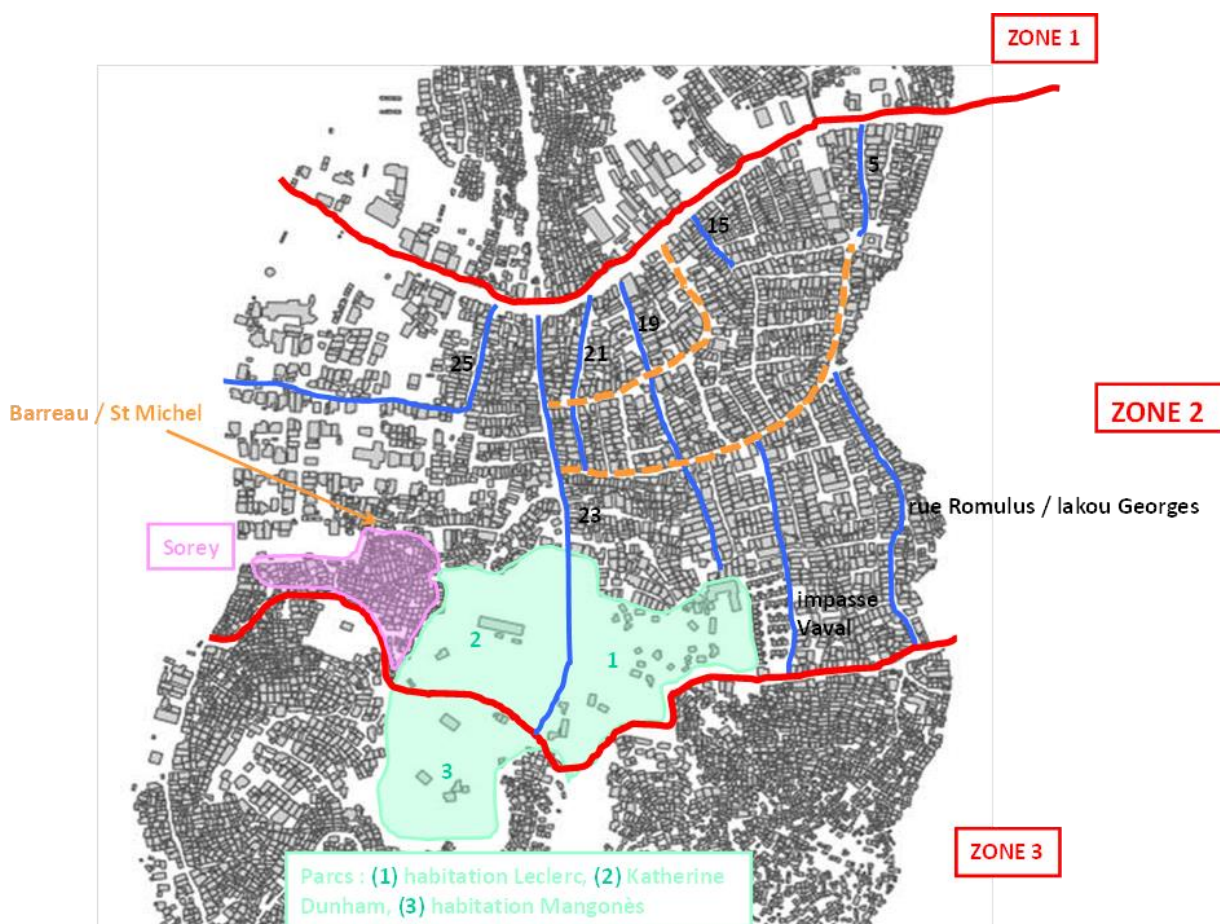 ZONE 1
5
15
19
21
25
Barreau / St Michel
ZONE 2
rue Romulus / lakou Georges
23
Sorey
impasse
Vaval
2
1
3
ZONE 3
Parcs : (1) habitation Leclerc, (2) Katherine
Dunham, (3) habitation Mangonès